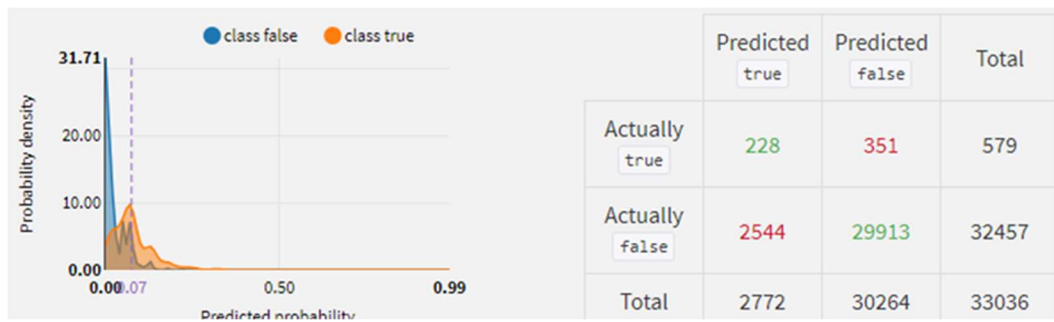 class false class true
31.71
20.00
10.00
0.00
Probability density
0.00 0.07 0.50 0.99
Predicted probability
Predicted true Predicted false Total
Actually true 228 351 579
Actually false 2544 29913 32457
Total 2772 30264 33036